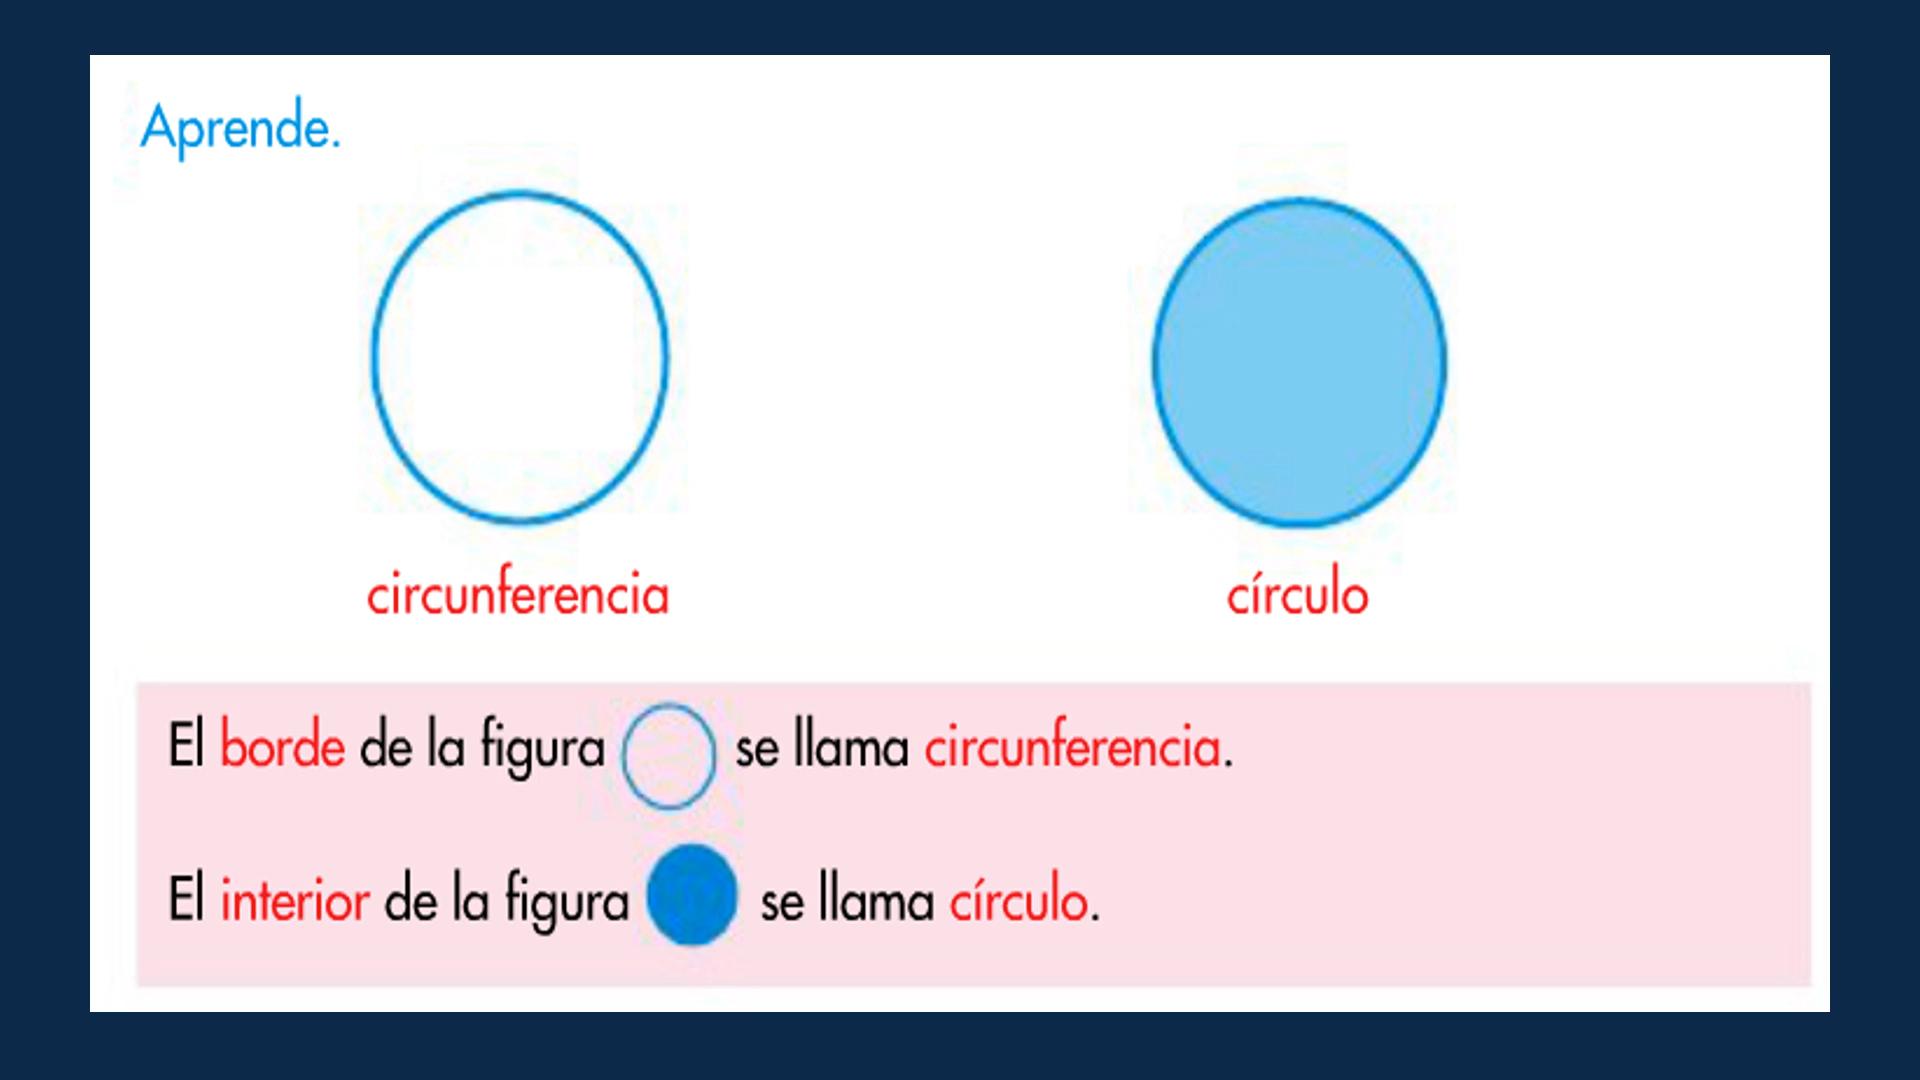 Aprende.
circunferencia
círculo
El borde de la figura se llama circunferencia.
El interior de la figura se llama círculo.